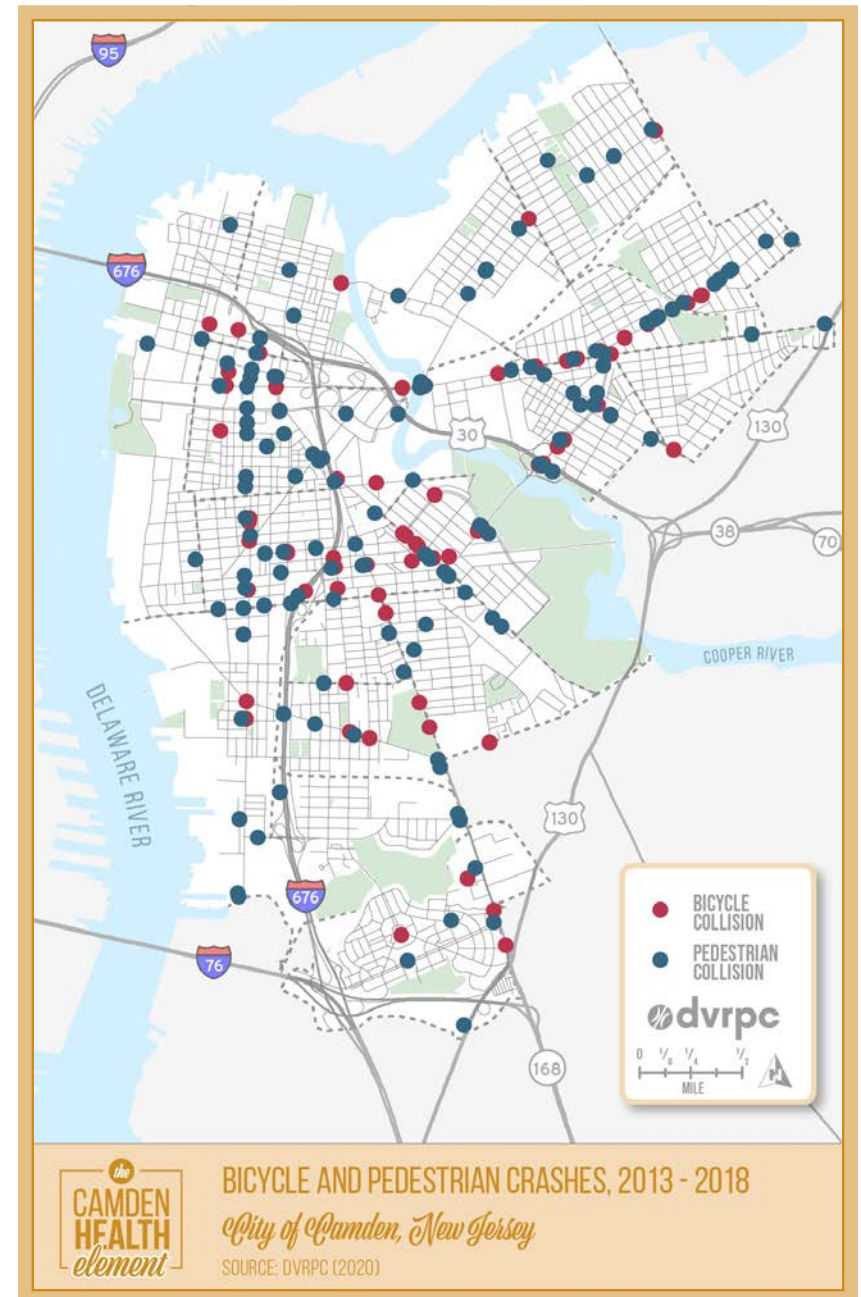 95
676
30
130
38
70
COOPER RIVER
DELAWARE RIVER
130
676
76
168
BICYCLE
COLLISION
PEDESTRIAN
COLLISION
dvrpc
0 1/8 1/4 1/2
MILE
the
CAMDEN
HEALTH
element
BICYCLE AND PEDESTRIAN CRASHES, 2013 - 2018
City of Camden, New Jersey
SOURCE: DVRPC (2020)